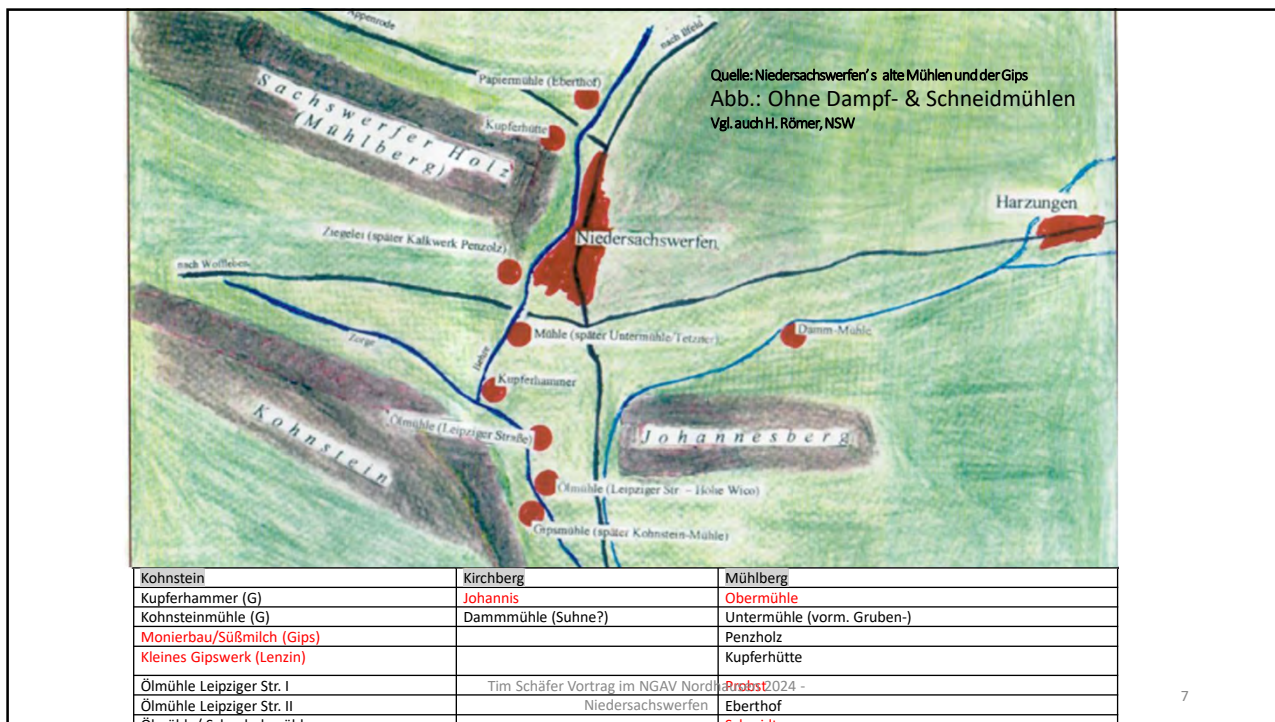 Appenrode
nach Ilfeld
Quelle: Niedersachswerfen's alte Mühlen und der Gips
Abb.: Ohne Dampf- & Schneidmühlen
Vgl. auch H. Römer, NSW
Papiermühle (Eberthof)
Kupferhütte
Sachswerfer Holz
(Mühlberg)
Harzungen
Niedersachswerfen
Ziegelei (später Kalkwerk Penzolz)
nach Woffleben
Mühle (später Untermühle/Tetzner)
Damm-Mühle
Zorge
Kupferhammer
Kohnstein
Ölmühle (Leipziger Straße)
Johannesberg
Ölmühle (Leipziger Str. – Höhe Wico)
Gipsmühle (später Kohnstein-Mühle)
Kohnstein Kirchberg Mühlberg
Kupferhammer (G) Johannis Obermühle
Kohnsteinmühle (G) Dammmühle (Suhne?) Untermühle (vorm. Gruben-)
Monierbau/Süßmilch (Gips) Penzholz
Kleines Gipswerk (Lenzin) Kupferhütte
Ölmühle Leipziger Str. I Probst
Ölmühle Leipziger Str. II Eberthof
Tim Schäfer Vortrag im NGAV Nordhausen 2024 -
Niedersachswerfen
7